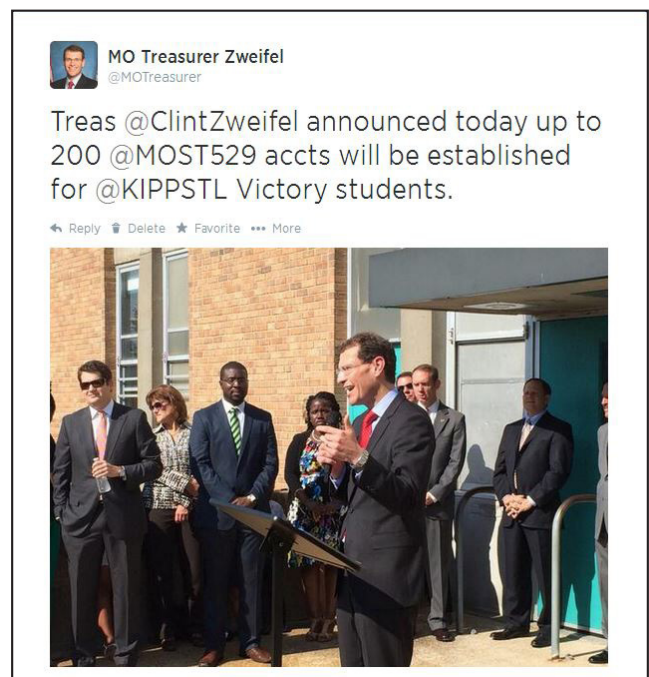 MO Treasurer Zweifel
@MOTreasurer
Treas @ClintZweifel announced today up to
200 @MOST529 accts will be established
for @KIPPSTL Victory students.
Reply Delete Favorite More